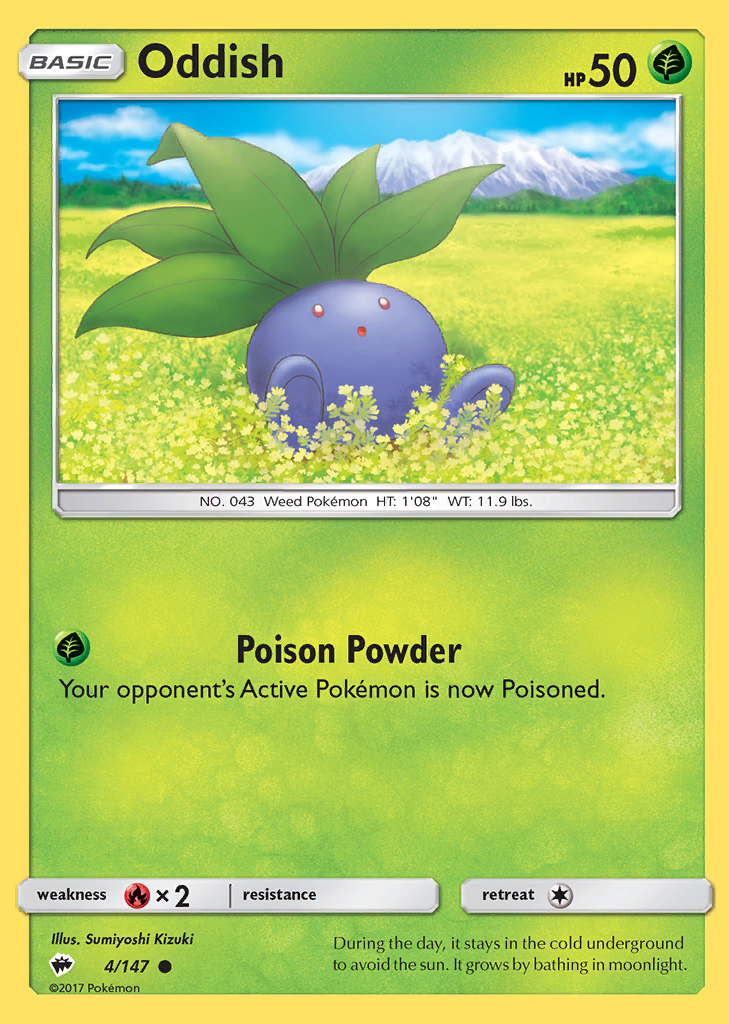 BASIC Oddish HP50
NO. 043 Weed Pokémon HT: 1'08" WT: 11.9 lbs.
Poison Powder
Your opponent's Active Pokémon is now Poisoned.
weakness × 2 resistance retreat
Illus. Sumiyoshi Kizuki
4/147
©2017 Pokémon
During the day, it stays in the cold underground
to avoid the sun. It grows by bathing in moonlight.